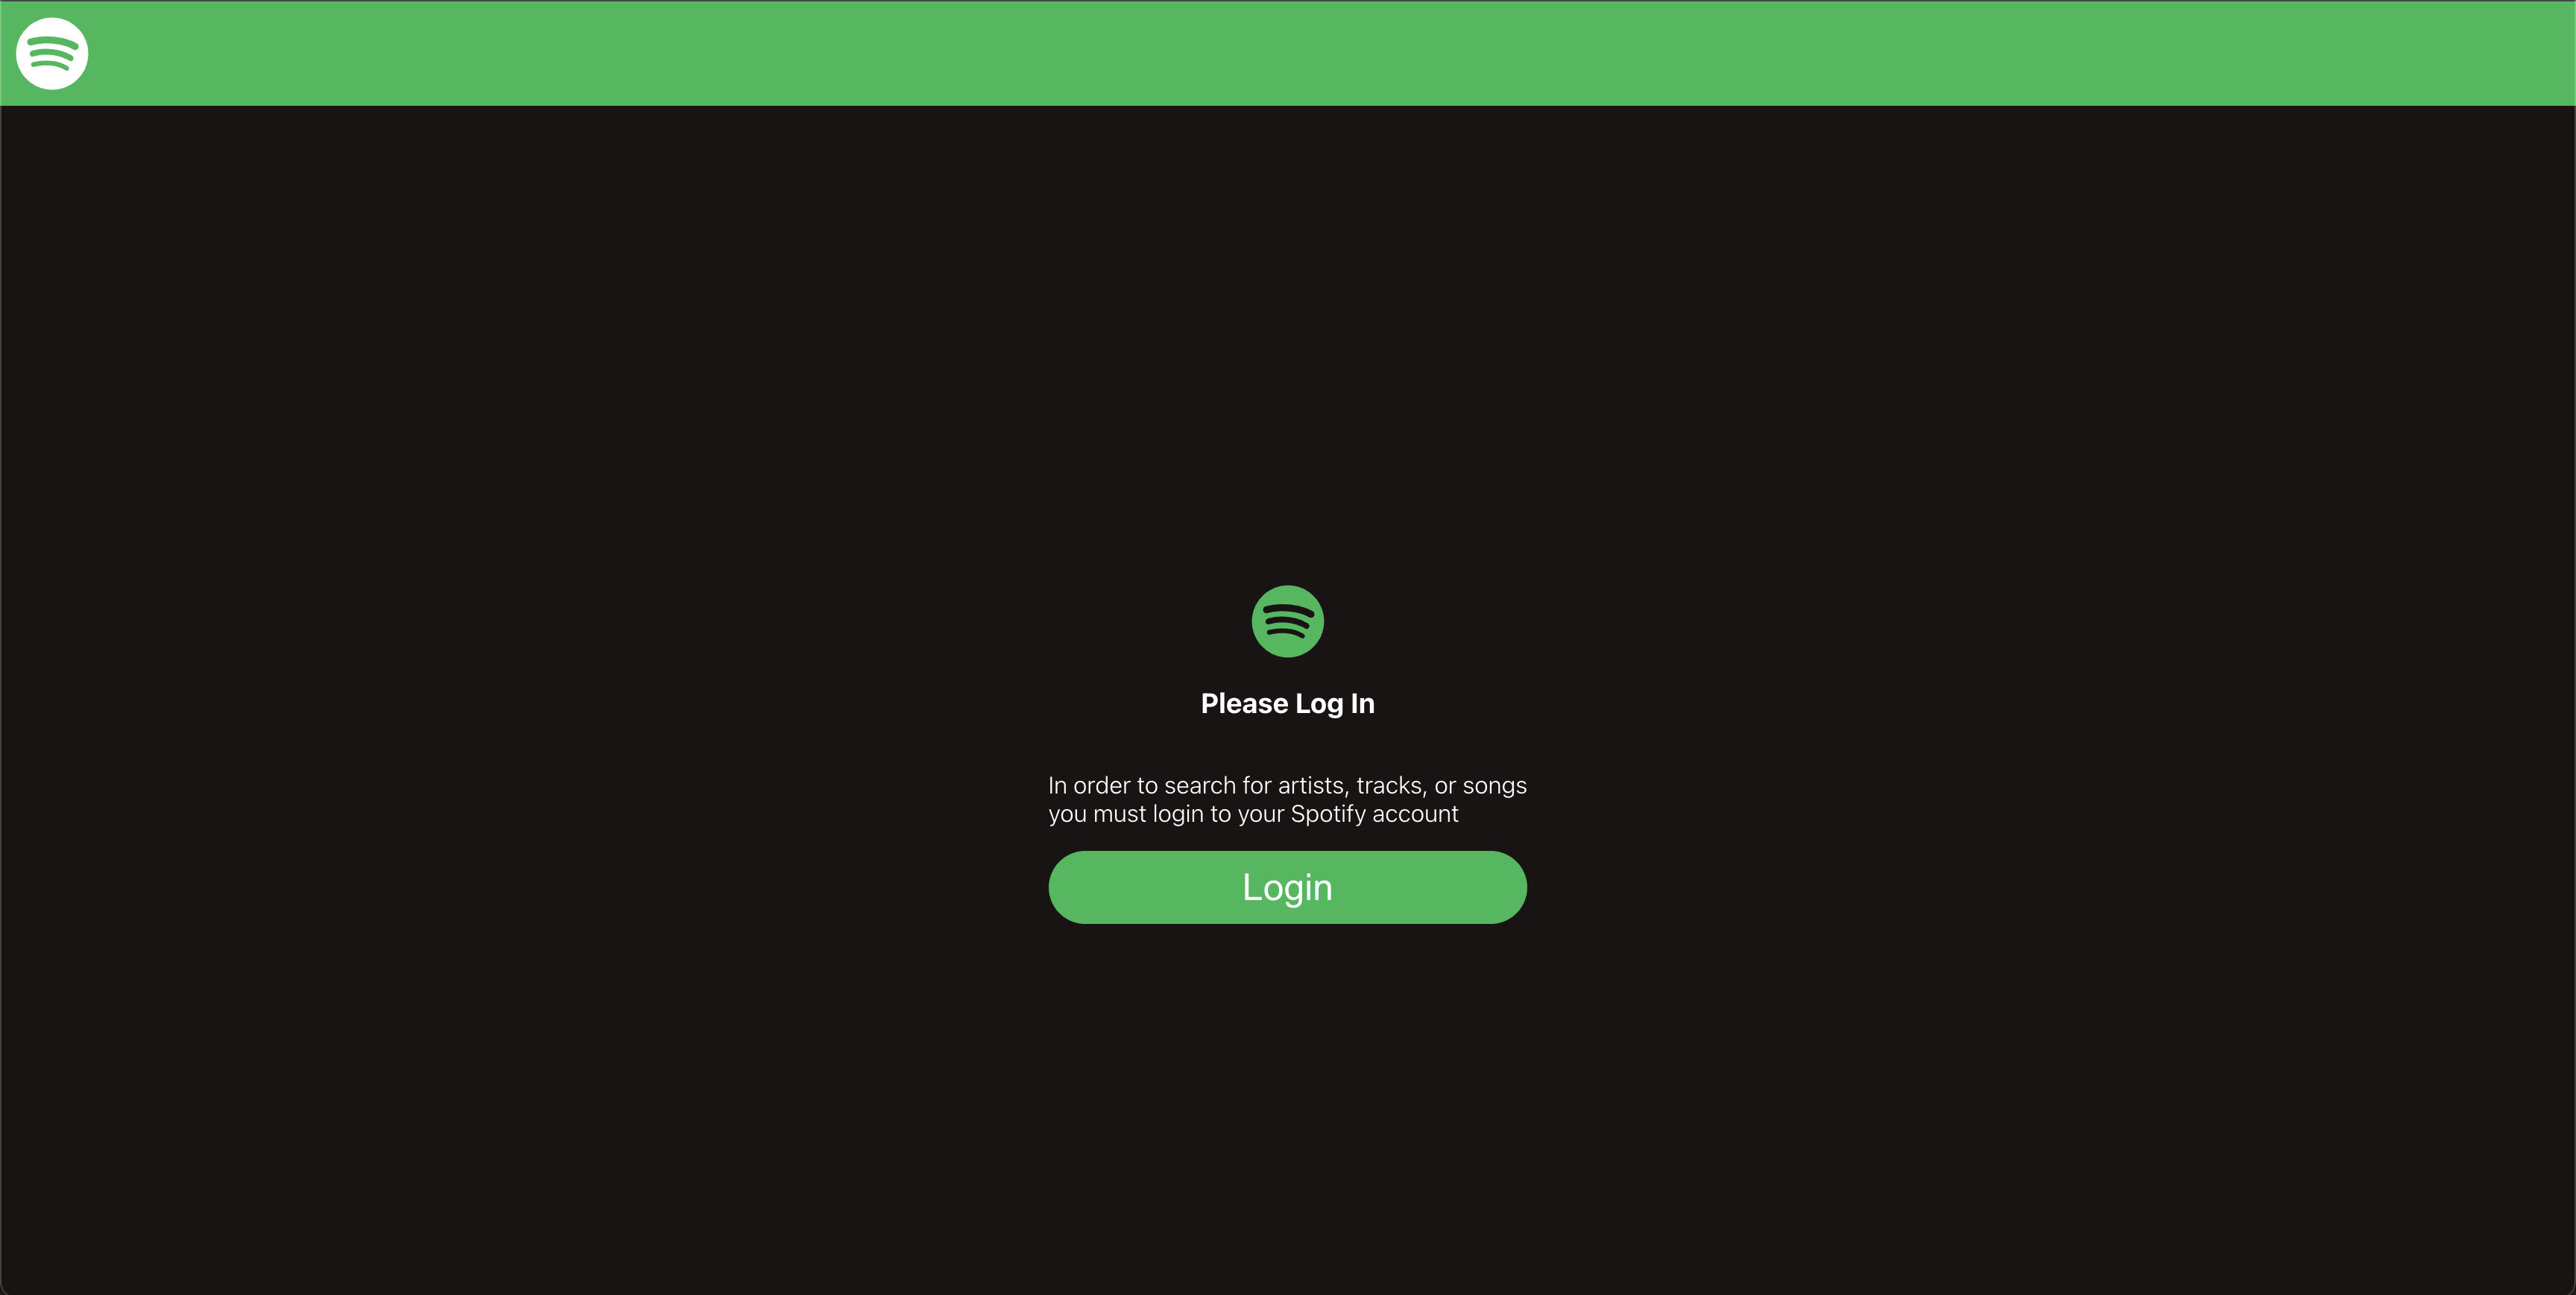 Please Log In
In order to search for artists, tracks, or songs
you must login to your Spotify account
Login